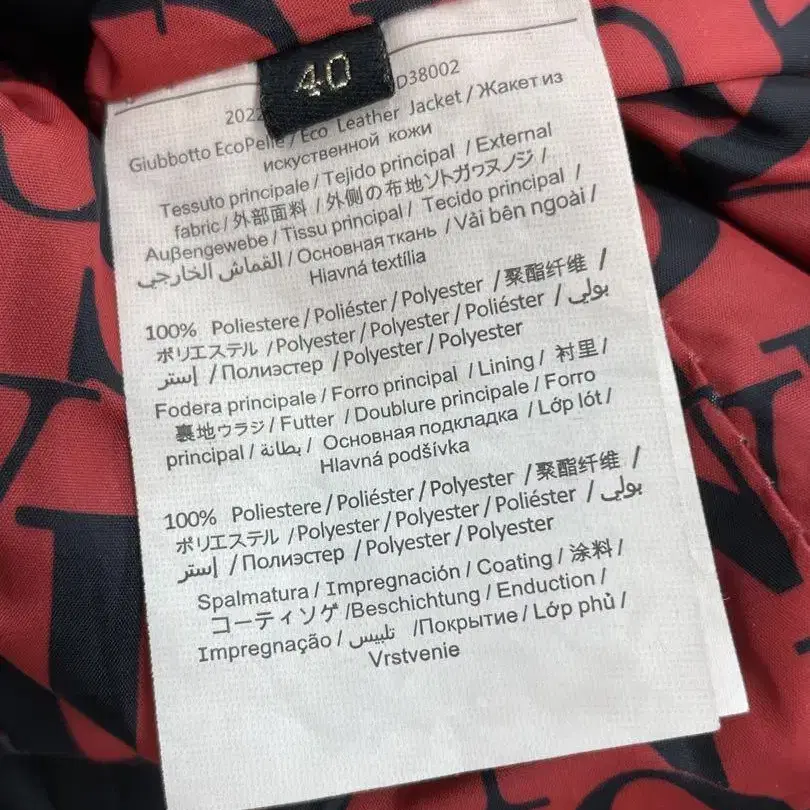 40
2022 D38002
Giubbotto EcoPelle / Eco Leather Jacket / Жакет из
искуственной кожи
Tessuto principale / Tejido principal / External
fabric / 外部面料 / 外側の布地ソトガワヌノジ /
Außengewebe / Tissu principal / Tecido principal /
القماش الخارجي / Основная ткань / Vải bên ngoài /
Hlavná textília
100% Poliestere / Poliéster / Polyester / 聚酯纤维 /
ポリエステル / Polyester / Polyester / Poliéster / بولي
إستر / Полиэстер / Polyester / Polyester
Fodera principale / Forro principal / Lining / 衬里 /
裏地ウラジ / Futter / Doublure principale / Forro
principal / بطانة / Основная подкладка / Lớp lót /
Hlavná podšívka
100% Poliestere / Poliéster / Polyester / 聚酯纤维 /
ポリエステル / Polyester / Polyester / Poliéster / بولي
إستر / Полиэстер / Polyester / Polyester
Spalmatura / Impregnación / Coating / 涂料 /
コーティソゲ / Beschichtung / Enduction /
Impregnação / تلبيس / Покрытие / Lớp phủ /
Vrstvenie